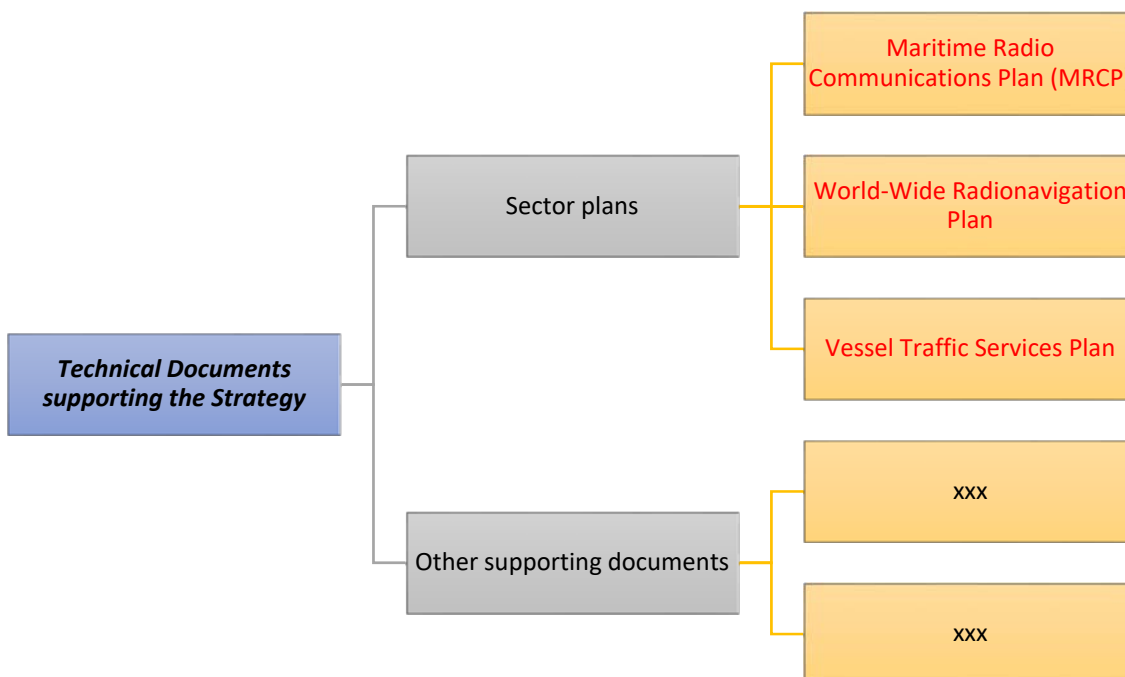 Maritime Radio
Communications Plan (MRCP
Sector plans
World-Wide Radionavigation
Plan
Vessel Traffic Services Plan
Technical Documents
supporting the Strategy
xxx
Other supporting documents
xxx